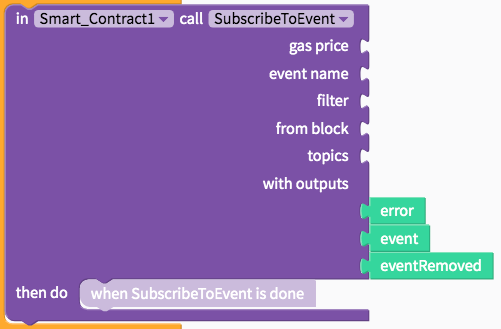 in Smart_Contract1 call SubscribeToEvent
gas price
event name
filter
from block
topics
with outputs
error
event
eventRemoved
then do when SubscribeToEvent is done